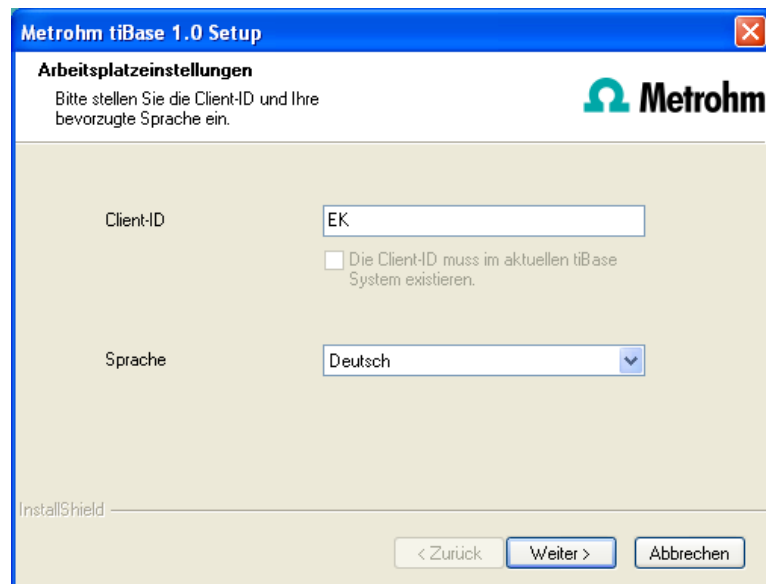 Metrohm tiBase 1.0 Setup
Arbeitsplatzeinstellungen
Bitte stellen Sie die Client-ID und Ihre
bevorzugte Sprache ein.
Metrohm
Client-ID
EK
Die Client-ID muss im aktuellen tiBase
System existieren.
Sprache
Deutsch
InstallShield
< Zurück
Weiter >
Abbrechen